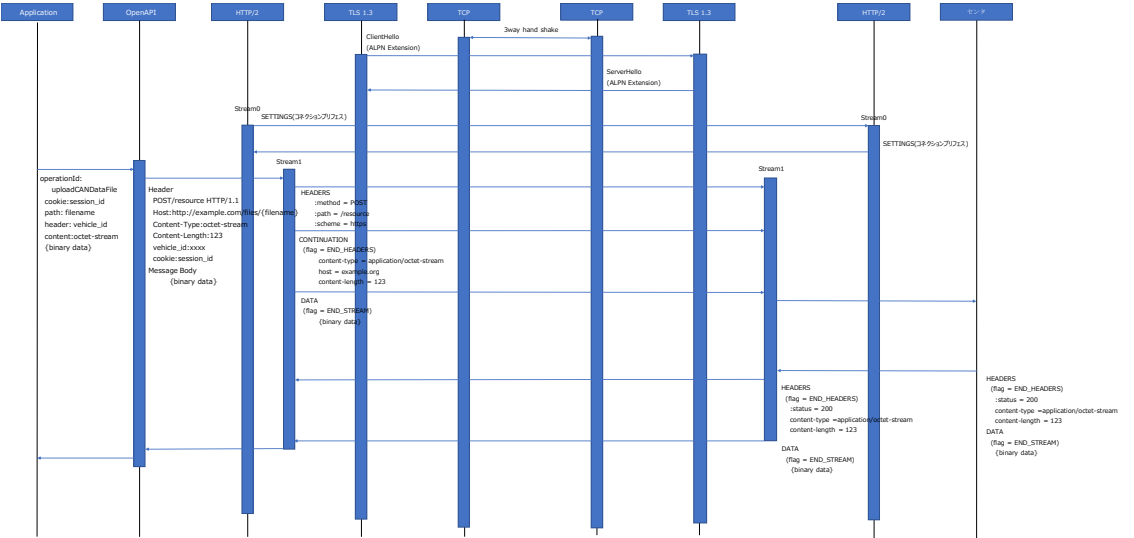 Application
OpenAPI
HTTP/2
TLS 1.3
TCP
TCP
TLS 1.3
HTTP/2
センタ
3way hand shake
ClientHello
(ALPN Extension)
ServerHello
(ALPN Extension)
Stream0
SETTINGS(コネクションプリフェス)
Stream0
SETTINGS(コネクションプリフェス)
operationId:
uploadCANDataFile
cookie:session_id
path: filename
header: vehicle_id
content:octet-stream
{binary data}
Header
POST/resource HTTP/1.1
Host:http://example.com/files/{filename}
Content-Type:octet-stream
Content-Length:123
vehicle_id:xxxx
cookie:session_id
Message Body
{binary data}
Stream1
HEADERS
:method = POST
:path = /resource
:scheme = https
CONTINUATION
(flag = END_HEADERS)
content-type = application/octet-stream
host = example.org
content-length = 123
DATA
(flag = END_STREAM)
{binary data}
Stream1
HEADERS
(flag = END_HEADERS)
:status = 200
content-type =application/octet-stream
content-length = 123
DATA
(flag = END_STREAM)
{binary data}
HEADERS
(flag = END_HEADERS)
:status = 200
content-type =application/octet-stream
content-length = 123
DATA
(flag = END_STREAM)
{binary data}